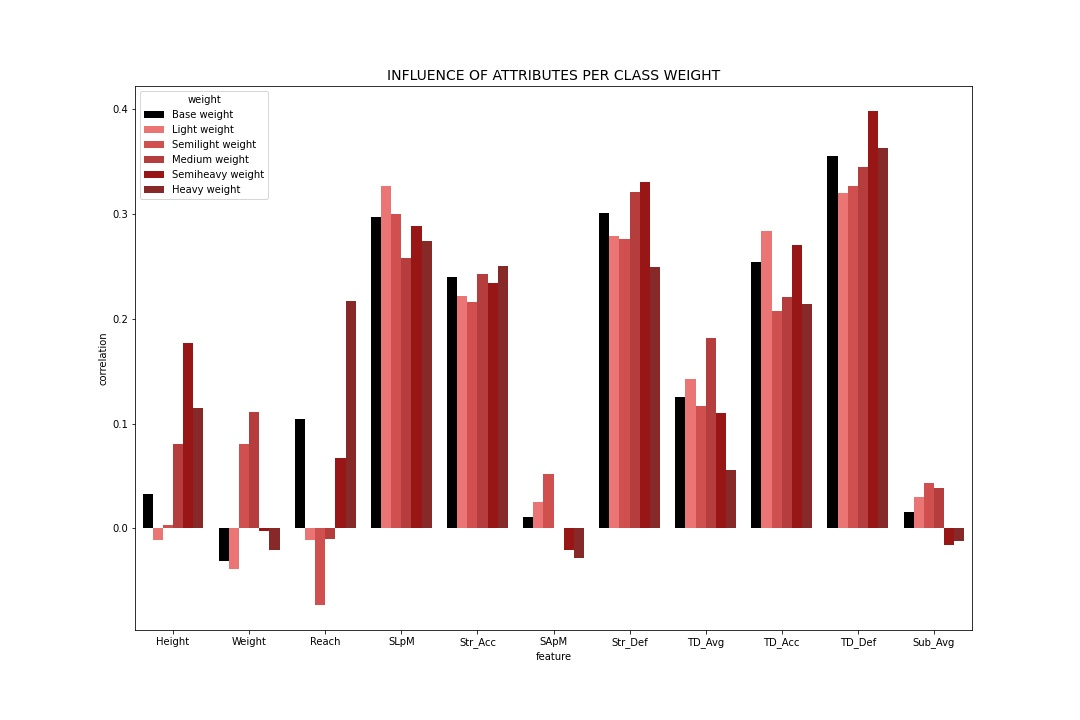 INFLUENCE OF ATTRIBUTES PER CLASS WEIGHT
weight
Base weight
Light weight
Semilight weight
Medium weight
Semiheavy weight
Heavy weight
correlation
0.4
0.3
0.2
0.1
0.0
Height Weight Reach SLpM Str_Acc SApM Str_Def TD_Avg TD_Acc TD_Def Sub_Avg
feature